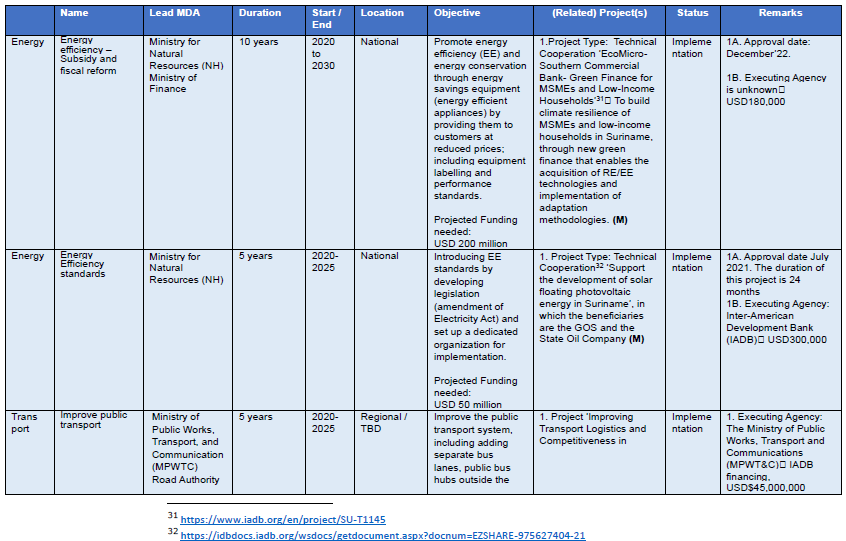 Name
Lead MDA
Duration
Start /
End
Location
Objective
(Related) Project(s)
Status
Remarks
Energy
Energy
efficiency –
Subsidy and
fiscal reform
Ministry for
Natural
Resources (NH)
Ministry of
Finance
10 years
2020
to
2030
National
Promote energy
efficiency (EE) and
energy conservation
through energy
savings equipment
(energy efficient
appliances) by
providing them to
customers at
reduced prices;
including equipment
labelling and
performance
standards.
Projected Funding
needed:
USD 200 million
1.Project Type: Technical
Cooperation 'EcoMicro-
Southern Commercial
Bank- Green Finance for
MSMEs and Low-Income
Households'31 To build
climate resilience of
MSMEs and low-income
households in Suriname,
through new green
finance that enables the
acquisition of RE/EE
technologies and
implementation of
adaptation
methodologies. (M)
Impleme
ntation
1A. Approval date:
December'22.
1B. Executing Agency
is unknown
USD180,000
Energy
Energy
Efficiency
standards
Ministry for
Natural
Resources (NH)
5 years
2020-
2025
National
Introducing EE
standards by
developing
legislation
(amendment of
Electricity Act) and
set up a dedicated
organization for
implementation.
Projected Funding
needed:
USD 50 million
1. Project Type: Technical
Cooperation32 'Support
the development of solar
floating photovoltaic
energy in Suriname', in
which the beneficiaries
are the GOS and the
State Oil Company (M)
Impleme
ntation
1A. Approval date July
2021. The duration of
this project is 24
months
1B. Executing Agency:
Inter-American
Development Bank
(IADB) USD300,000
Trans
port
Improve public
transport
Ministry of
Public Works,
Transport, and
Communication
(MPWTC)
Road Authority
5 years
2020-
2025
Regional /
TBD
Improve the public
transport system,
including adding
separate bus
lanes, public bus
hubs outside the
1. Project 'Improving
Transport Logistics and
Competitiveness in
Impleme
ntation
1. Executing Agency:
The Ministry of Public
Works, Transport and
Communications
(MPWT&C) IADB
financing,
USD$45,000,000
31 https://www.iadb.org/en/project/SU-T1145
32 https://idbdocs.iadb.org/wsdocs/getdocument.aspx?docnum=EZSHARE-975627404-21